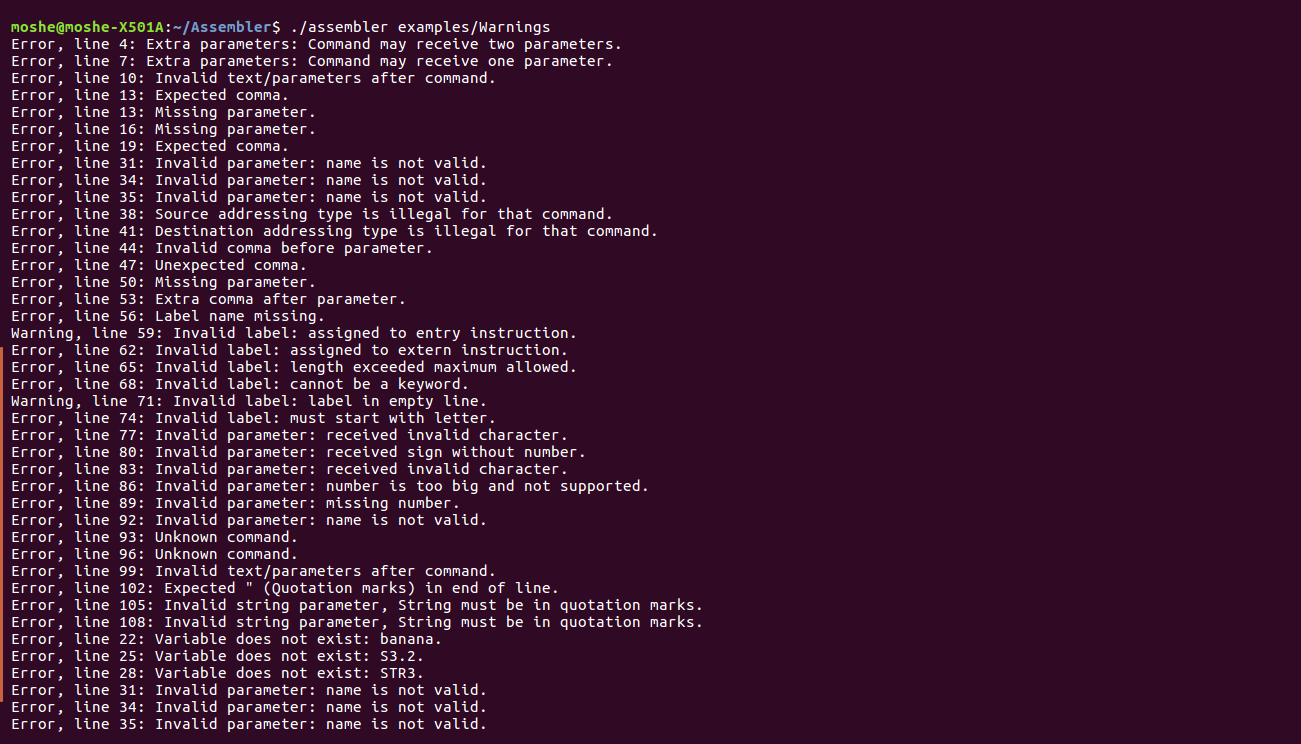 moshe@moshe-X501A:~/Assembler$ ./assembler examples/Warnings
Error, line 4: Extra parameters: Command may receive two parameters.
Error, line 7: Extra parameters: Command may receive one parameter.
Error, line 10: Invalid text/parameters after command.
Error, line 13: Expected comma.
Error, line 13: Missing parameter.
Error, line 16: Missing parameter.
Error, line 19: Expected comma.
Error, line 31: Invalid parameter: name is not valid.
Error, line 34: Invalid parameter: name is not valid.
Error, line 35: Invalid parameter: name is not valid.
Error, line 38: Source addressing type is illegal for that command.
Error, line 41: Destination addressing type is illegal for that command.
Error, line 44: Invalid comma before parameter.
Error, line 47: Unexpected comma.
Error, line 50: Missing parameter.
Error, line 53: Extra comma after parameter.
Error, line 56: Label name missing.
Warning, line 59: Invalid label: assigned to entry instruction.
Error, line 62: Invalid label: assigned to extern instruction.
Error, line 65: Invalid label: length exceeded maximum allowed.
Error, line 68: Invalid label: cannot be a keyword.
Warning, line 71: Invalid label: label in empty line.
Error, line 74: Invalid label: must start with letter.
Error, line 77: Invalid parameter: received invalid character.
Error, line 80: Invalid parameter: received sign without number.
Error, line 83: Invalid parameter: received invalid character.
Error, line 86: Invalid parameter: number is too big and not supported.
Error, line 89: Invalid parameter: missing number.
Error, line 92: Invalid parameter: name is not valid.
Error, line 93: Unknown command.
Error, line 96: Unknown command.
Error, line 99: Invalid text/parameters after command.
Error, line 102: Expected " (Quotation marks) in end of line.
Error, line 105: Invalid string parameter, String must be in quotation marks.
Error, line 108: Invalid string parameter, String must be in quotation marks.
Error, line 22: Variable does not exist: banana.
Error, line 25: Variable does not exist: S3.2.
Error, line 28: Variable does not exist: STR3.
Error, line 31: Invalid parameter: name is not valid.
Error, line 34: Invalid parameter: name is not valid.
Error, line 35: Invalid parameter: name is not valid.